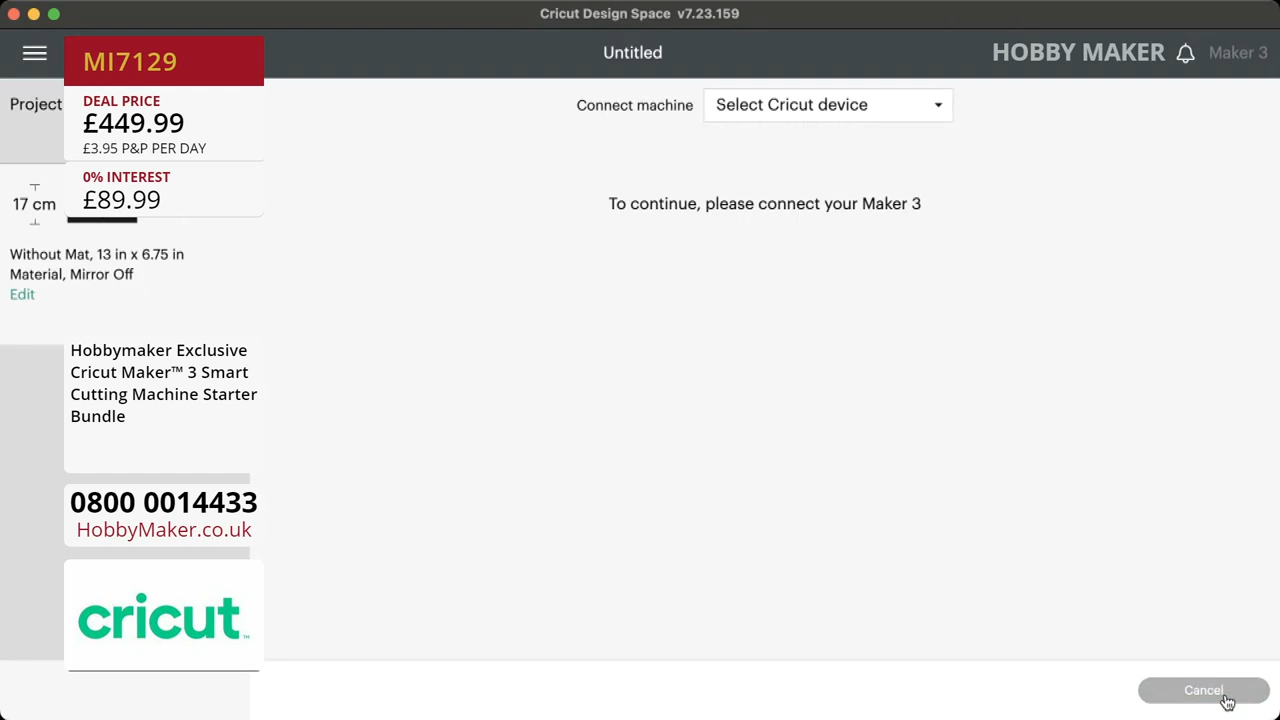 Cricut Design Space v7.23.159
Untitled
HOBBY MAKER
Maker 3
MI7129
DEAL PRICE
£449.99
£3.95 P&P PER DAY
0% INTEREST
£89.99
Project
Connect machine
Select Cricut device
17 cm
To continue, please connect your Maker 3
Without Mat, 13 in x 6.75 in
Material, Mirror Off
Edit
Hobbymaker Exclusive
Cricut Maker™ 3 Smart
Cutting Machine Starter
Bundle
0800 0014433
HobbyMaker.co.uk
cricut™
Cancel